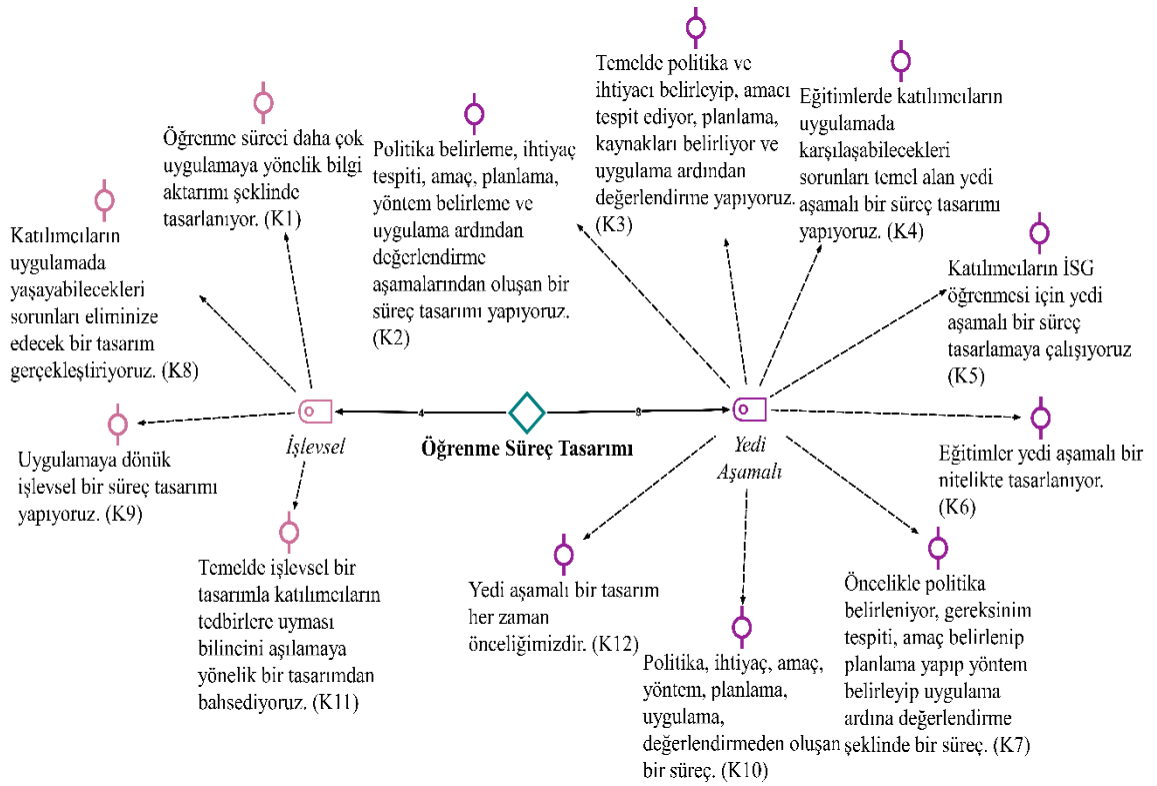 Temelde politika ve
ihtiyacı belirleyip, amacı
tespit ediyor, planlama,
kaynakları belirliyor ve
uygulama ardından
değerlendirme yapıyoruz.
(K3)
Eğitimlerde katılımcıların
uygulamada
karşılaşabilecekleri
sorunları temel alan yedi
aşamalı bir süreç tasarımı
yapıyoruz. (K4)
Öğrenme süreci daha çok
uygulamaya yönelik bilgi
aktarımı şeklinde
tasarlanıyor. (K1)
Politika belirleme, ihtiyaç
tespiti, amaç, planlama,
yöntem belirleme ve
uygulama ardından
değerlendirme
aşamalarından oluşan bir
süreç tasarımı yapıyoruz.
(K2)
Katılımcıların
uygulamada
yaşayabilecekleri
sorunları eliminize
edecek bir tasarım
gerçekleştiriyoruz. (K8)
Katılımcıların İSG
öğrenmesi için yedi
aşamalı bir süreç
tasarlamaya çalışıyoruz
(K5)
4
8
İşlevsel
Öğrenme Süreç Tasarımı
Yedi
Aşamalı
Uygulamaya dönük
işlevsel bir süreç tasarımı
yapıyoruz. (K9)
Eğitimler yedi aşamalı bir
nitelikte tasarlanıyor.
(K6)
Temelde işlevsel bir
tasarımla katılımcıların
tedbirlere uyması
bilincini aşılamaya
yönelik bir tasarımdan
bahsediyoruz. (K11)
Yedi aşamalı bir tasarım
her zaman
önceliğimizdir. (K12)
Politika, ihtiyaç, amaç,
yöntem, planlama,
uygulama,
değerlendirmeden oluşan
bir süreç. (K10)
Öncelikle politika
belirleniyor, gereksinim
tespiti, amaç belirlenip
planlama yapıp yöntem
belirleyip uygulama
ardına değerlendirme
şeklinde bir süreç. (K7)